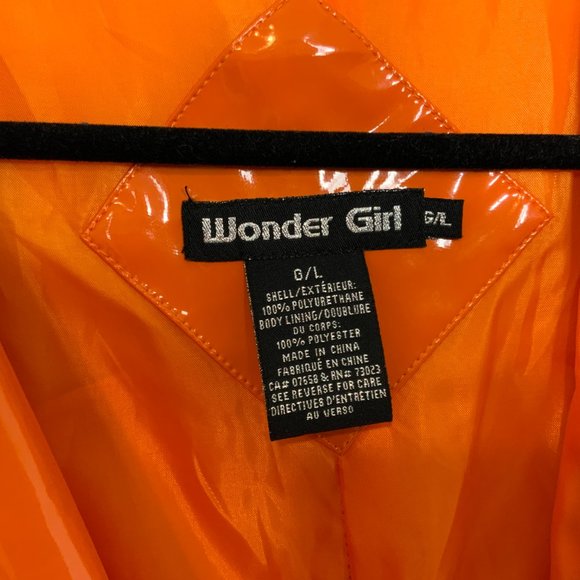 Wonder Girl
G/L
G/L
SHELL/EXTÉRIEUR:
100% POLYURETHANE
BODY LINING/DOUBLURE
DU CORPS:
100% POLYESTER
MADE IN CHINA
FABRIQUÉ EN CHINE
CA# 07658 & RN# 73023
SEE REVERSE FOR CARE
DIRECTIVES D'ENTRETIEN
AU VERSO